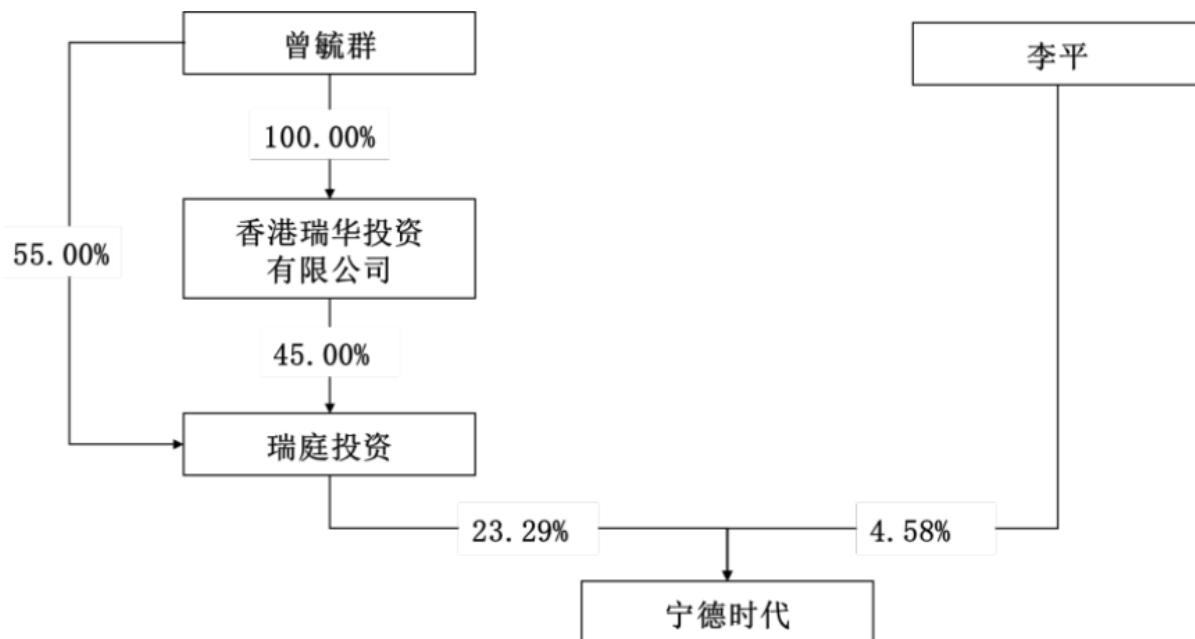 曾毓群
李平
100.00%
香港瑞华投资
有限公司
55.00%
45.00%
瑞庭投资
23.29%
4.58%
宁德时代